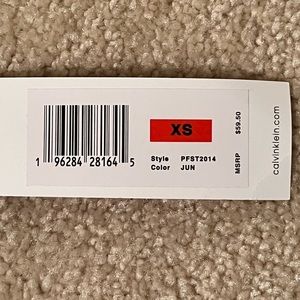 XS
1 96284 28164 5
Style PFST2014
Color JUN
MSRP $59.50
calvinklein.com